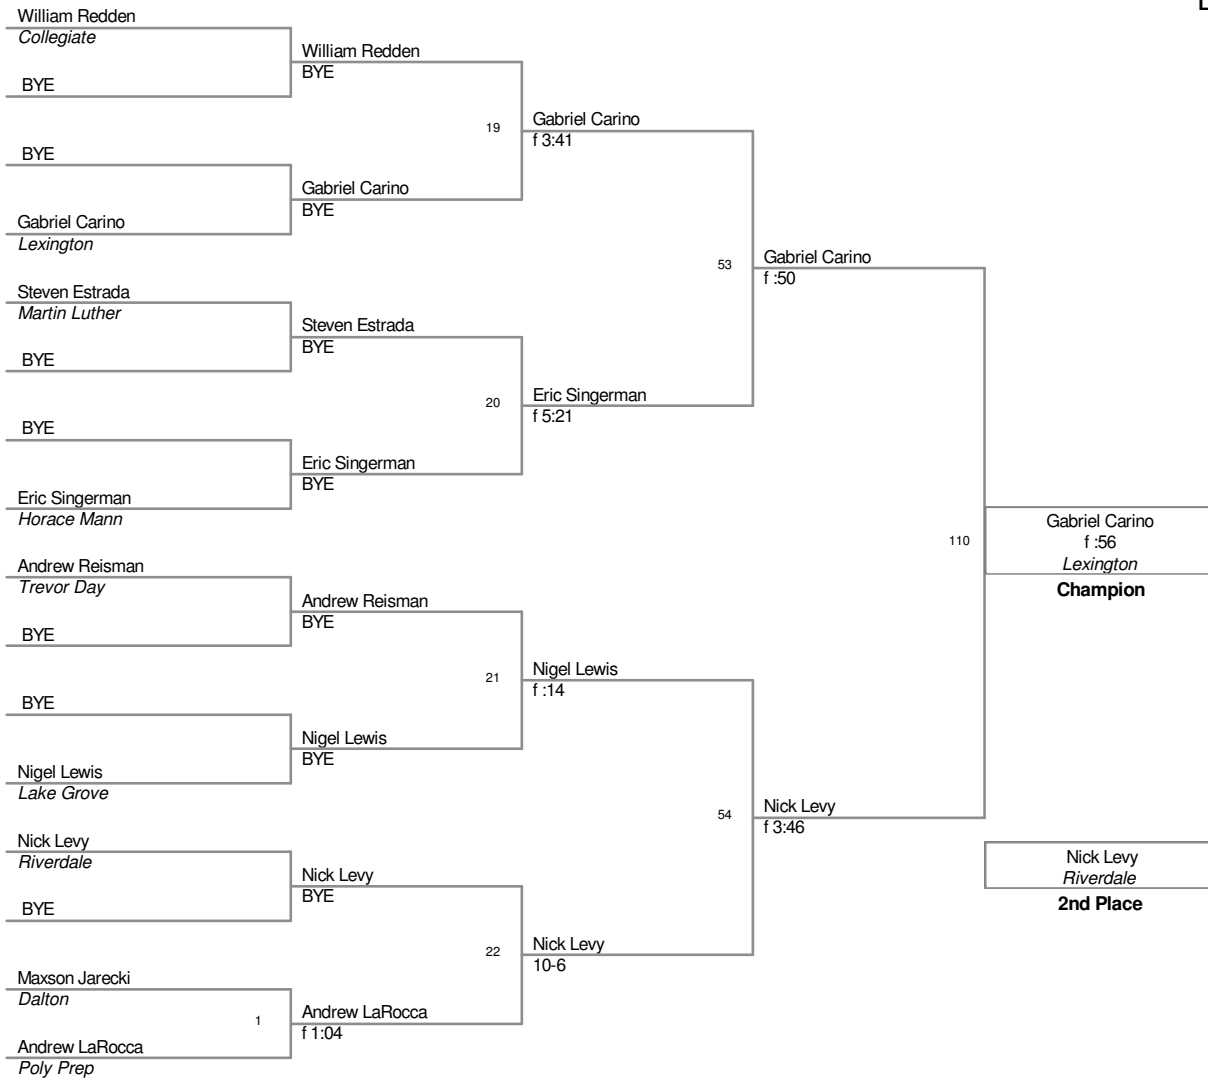 William Redden
Collegiate
BYE
BYE
Gabriel Carino
Lexington
Steven Estrada
Martin Luther
BYE
BYE
Eric Singerman
Horace Mann
Andrew Reisman
Trevor Day
BYE
BYE
Nigel Lewis
Lake Grove
Nick Levy
Riverdale
BYE
Maxson Jarecki
Dalton
1
Andrew LaRocca
Poly Prep
William Redden
BYE
19
Gabriel Carino
BYE
Steven Estrada
BYE
20
Eric Singerman
BYE
Andrew Reisman
BYE
21
Nigel Lewis
BYE
Nick Levy
BYE
22
Andrew LaRocca
f 1:04
Gabriel Carino
f 3:41
53
Eric Singerman
f 5:21
Nigel Lewis
f :14
54
Nick Levy
10-6
Gabriel Carino
f :50
110
Nick Levy
f 3:46
Gabriel Carino
f :56
Lexington
Champion
Nick Levy
Riverdale
2nd Place